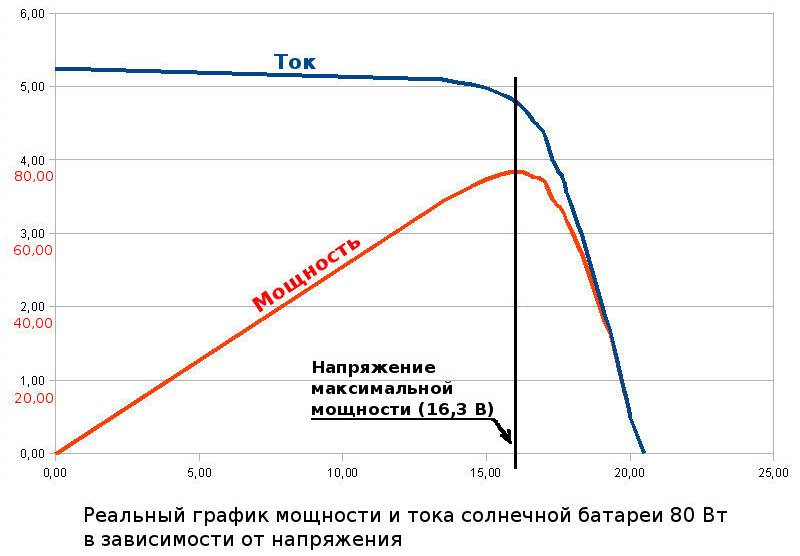 6,00
Ток
5,00
4,00
80,00
3,00
60,00
Мощность
2,00
40,00
Напряжение
максимальной
мощности (16,3 В)
1,00
20,00
0,00
0,00 5,00 10,00 15,00 20,00 25,00
Реальный график мощности и тока солнечной батареи 80 Вт
в зависимости от напряжения